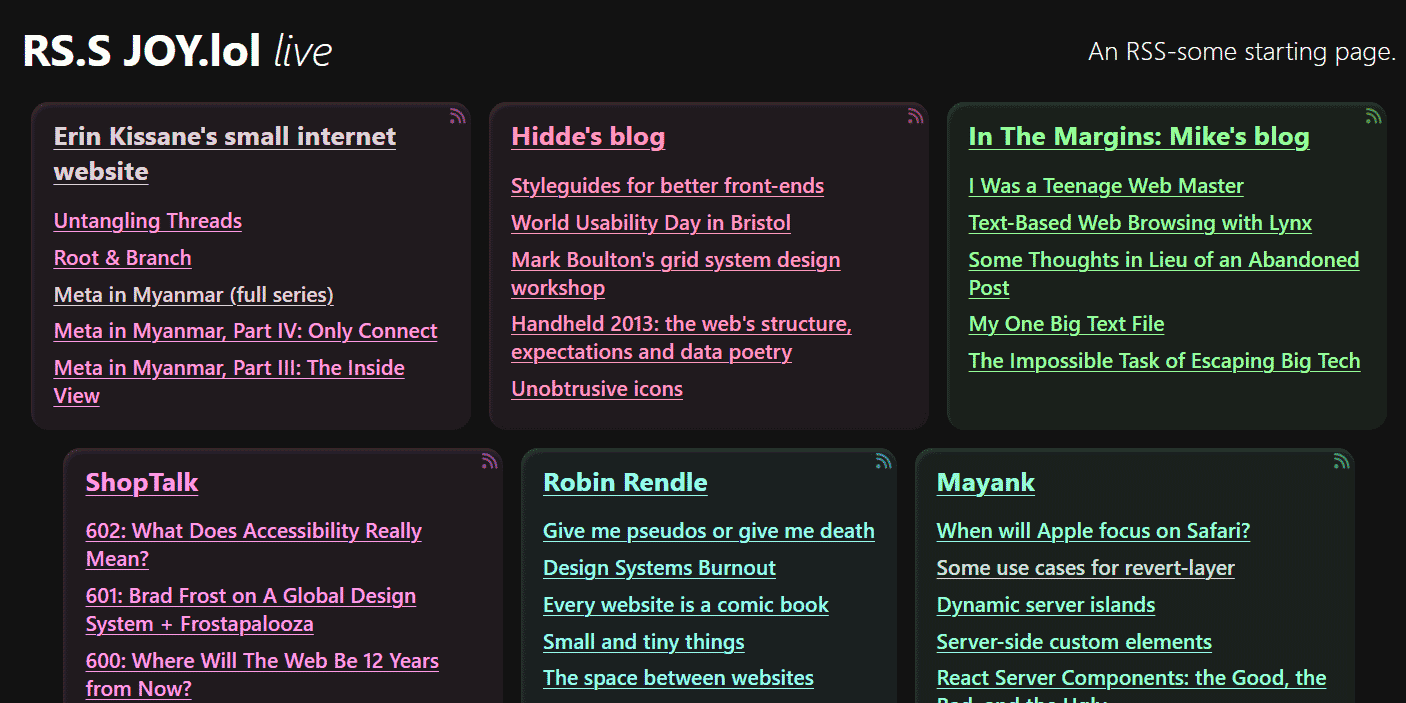 RS.S JOY.lol live
An RSS-some starting page.
Erin Kissane's small internet
website
Untangling Threads
Root & Branch
Meta in Myanmar (full series)
Meta in Myanmar, Part IV: Only Connect
Meta in Myanmar, Part III: The Inside
View
Hidde's blog
Styleguides for better front-ends
World Usability Day in Bristol
Mark Boulton's grid system design
workshop
Handheld 2013: the web's structure,
expectations and data poetry
Unobtrusive icons
In The Margins: Mike's blog
I Was a Teenage Web Master
Text-Based Web Browsing with Lynx
Some Thoughts in Lieu of an Abandoned
Post
My One Big Text File
The Impossible Task of Escaping Big Tech
ShopTalk
602: What Does Accessibility Really
Mean?
601: Brad Frost on A Global Design
System + Frostapalooza
600: Where Will The Web Be 12 Years
from Now?
Robin Rendle
Give me pseudos or give me death
Design Systems Burnout
Every website is a comic book
Small and tiny things
The space between websites
Mayank
When will Apple focus on Safari?
Some use cases for revert-layer
Dynamic server islands
Server-side custom elements
React Server Components: the Good, the
Bad, and the Ugly